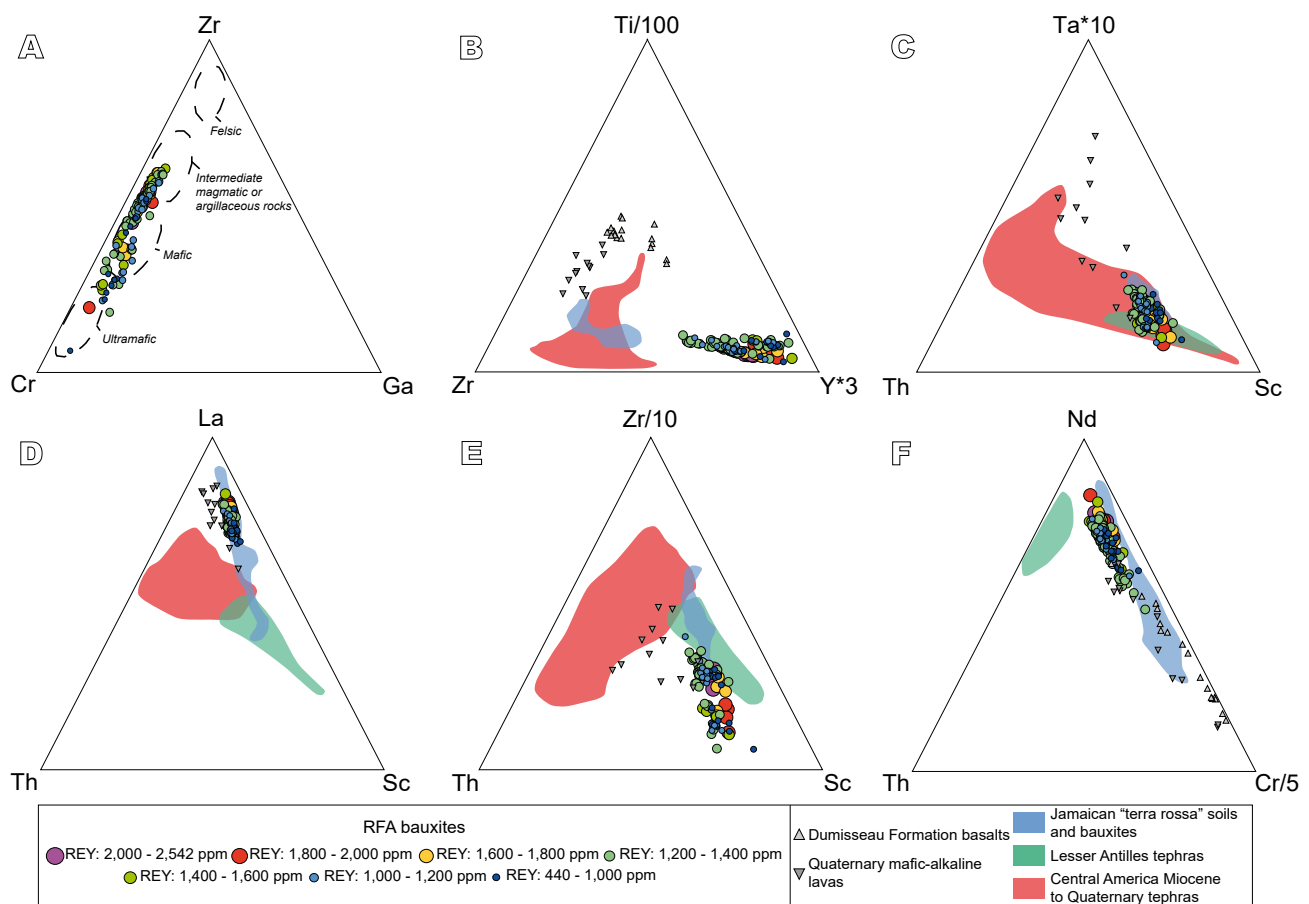 A
Zr
Felsic
Intermediate
magmatic or
argillaceous rocks
Mafic
Ultramafic
Cr
Ga
B
Ti/100
Zr
Y*3
C
Ta*10
Th
Sc
D
La
Th
Sc
E
Zr/10
Th
Sc
F
Nd
Th
Cr/5
RFA bauxites
REY: 2,000 - 2,542 ppm
REY: 1,800 - 2,000 ppm
REY: 1,600 - 1,800 ppm
REY: 1,200 - 1,400 ppm
REY: 1,400 - 1,600 ppm
REY: 1,000 - 1,200 ppm
REY: 440 - 1,000 ppm
Dumisseau Formation basalts
Quaternary mafic-alkaline
lavas
Jamaican “terra rossa” soils
and bauxites
Lesser Antilles tephras
Central America Miocene
to Quaternary tephras